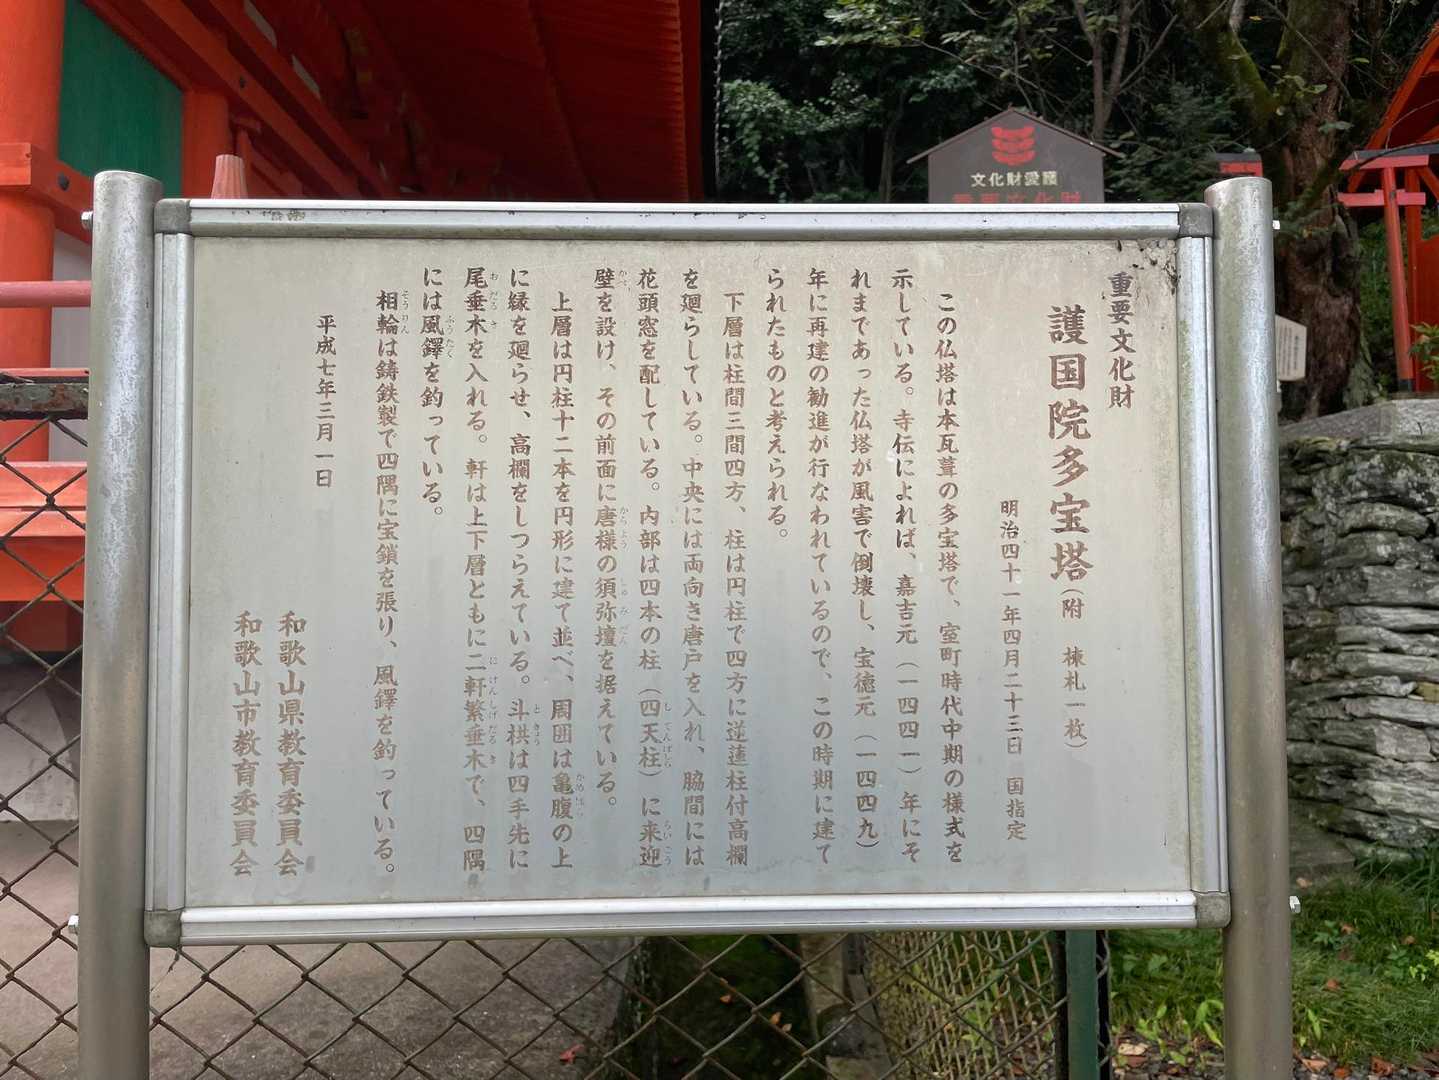 重要文化財
護国院多宝塔（附　棟札一枚）
明治四十一年四月二十三日　国指定
この仏塔は本瓦葺の多宝塔で、室町時代中期の様式を
示している。寺伝によれば、嘉吉元（一四四一）年にそ
れまであった仏塔が風害で倒壊し、宝徳元（一四四九）
年に再建の勧進が行なわれているので、この時期に建て
られたものと考えられる。
下層は柱間三間四方、柱は円柱で四方に逆蓮柱付高欄
を廻らしている。中央には両向き唐戸を入れ、脇間には
花頭窓を配している。内部は四本の柱（四天柱）に来迎
壁を設け、その前面に唐様の須弥壇を据えている。
上層は円柱十二本を円形に建て並べ、周囲は亀腹の上
に縁を廻らせ、高欄をしつらえている。斗栱は四手先に
尾垂木を入れる。軒は上下層ともに二軒繁垂木で、四隅
には風鐸を釣っている。
相輪は鋳鉄製で四隅に宝鎖を張り、風鐸を釣っている。
平成七年三月一日
和歌山県教育委員会
和歌山市教育委員会
文化財愛護